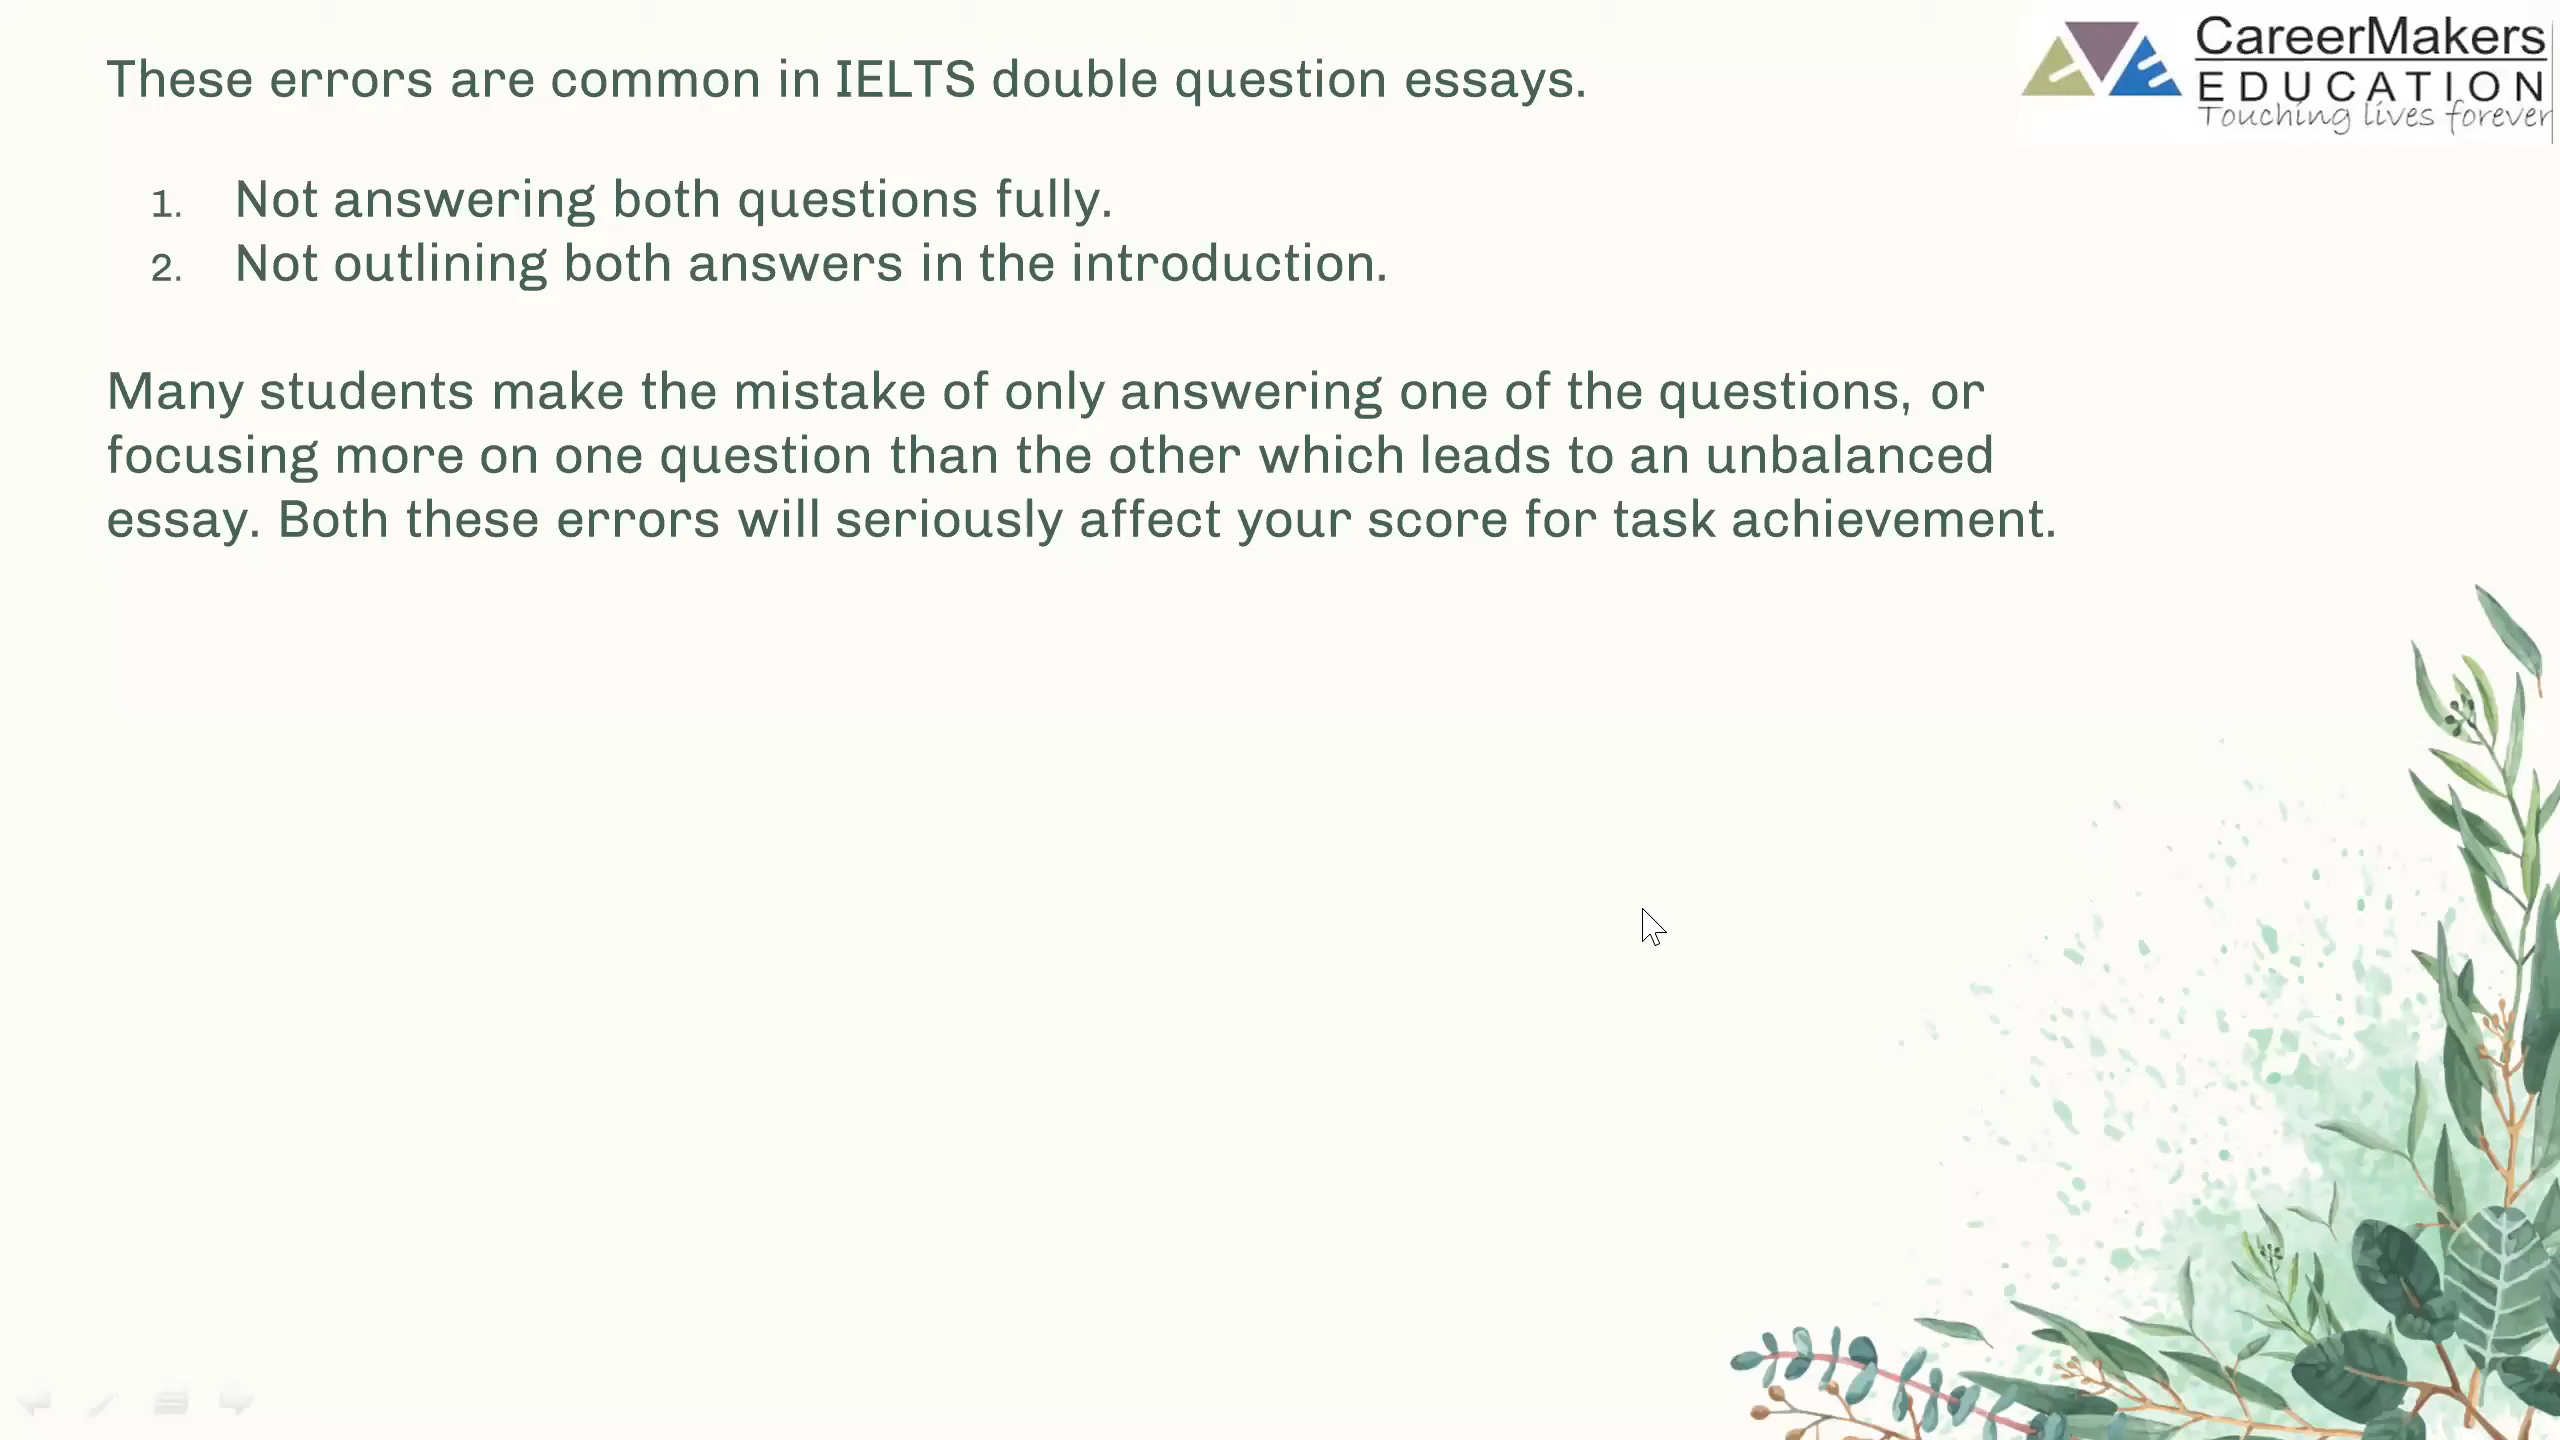 CareerMakers
EDUCATION
Touching lives forever
These errors are common in IELTS double question essays.
1. Not answering both questions fully.
2. Not outlining both answers in the introduction.
Many students make the mistake of only answering one of the questions, or
focusing more on one question than the other which leads to an unbalanced
essay. Both these errors will seriously affect your score for task achievement.